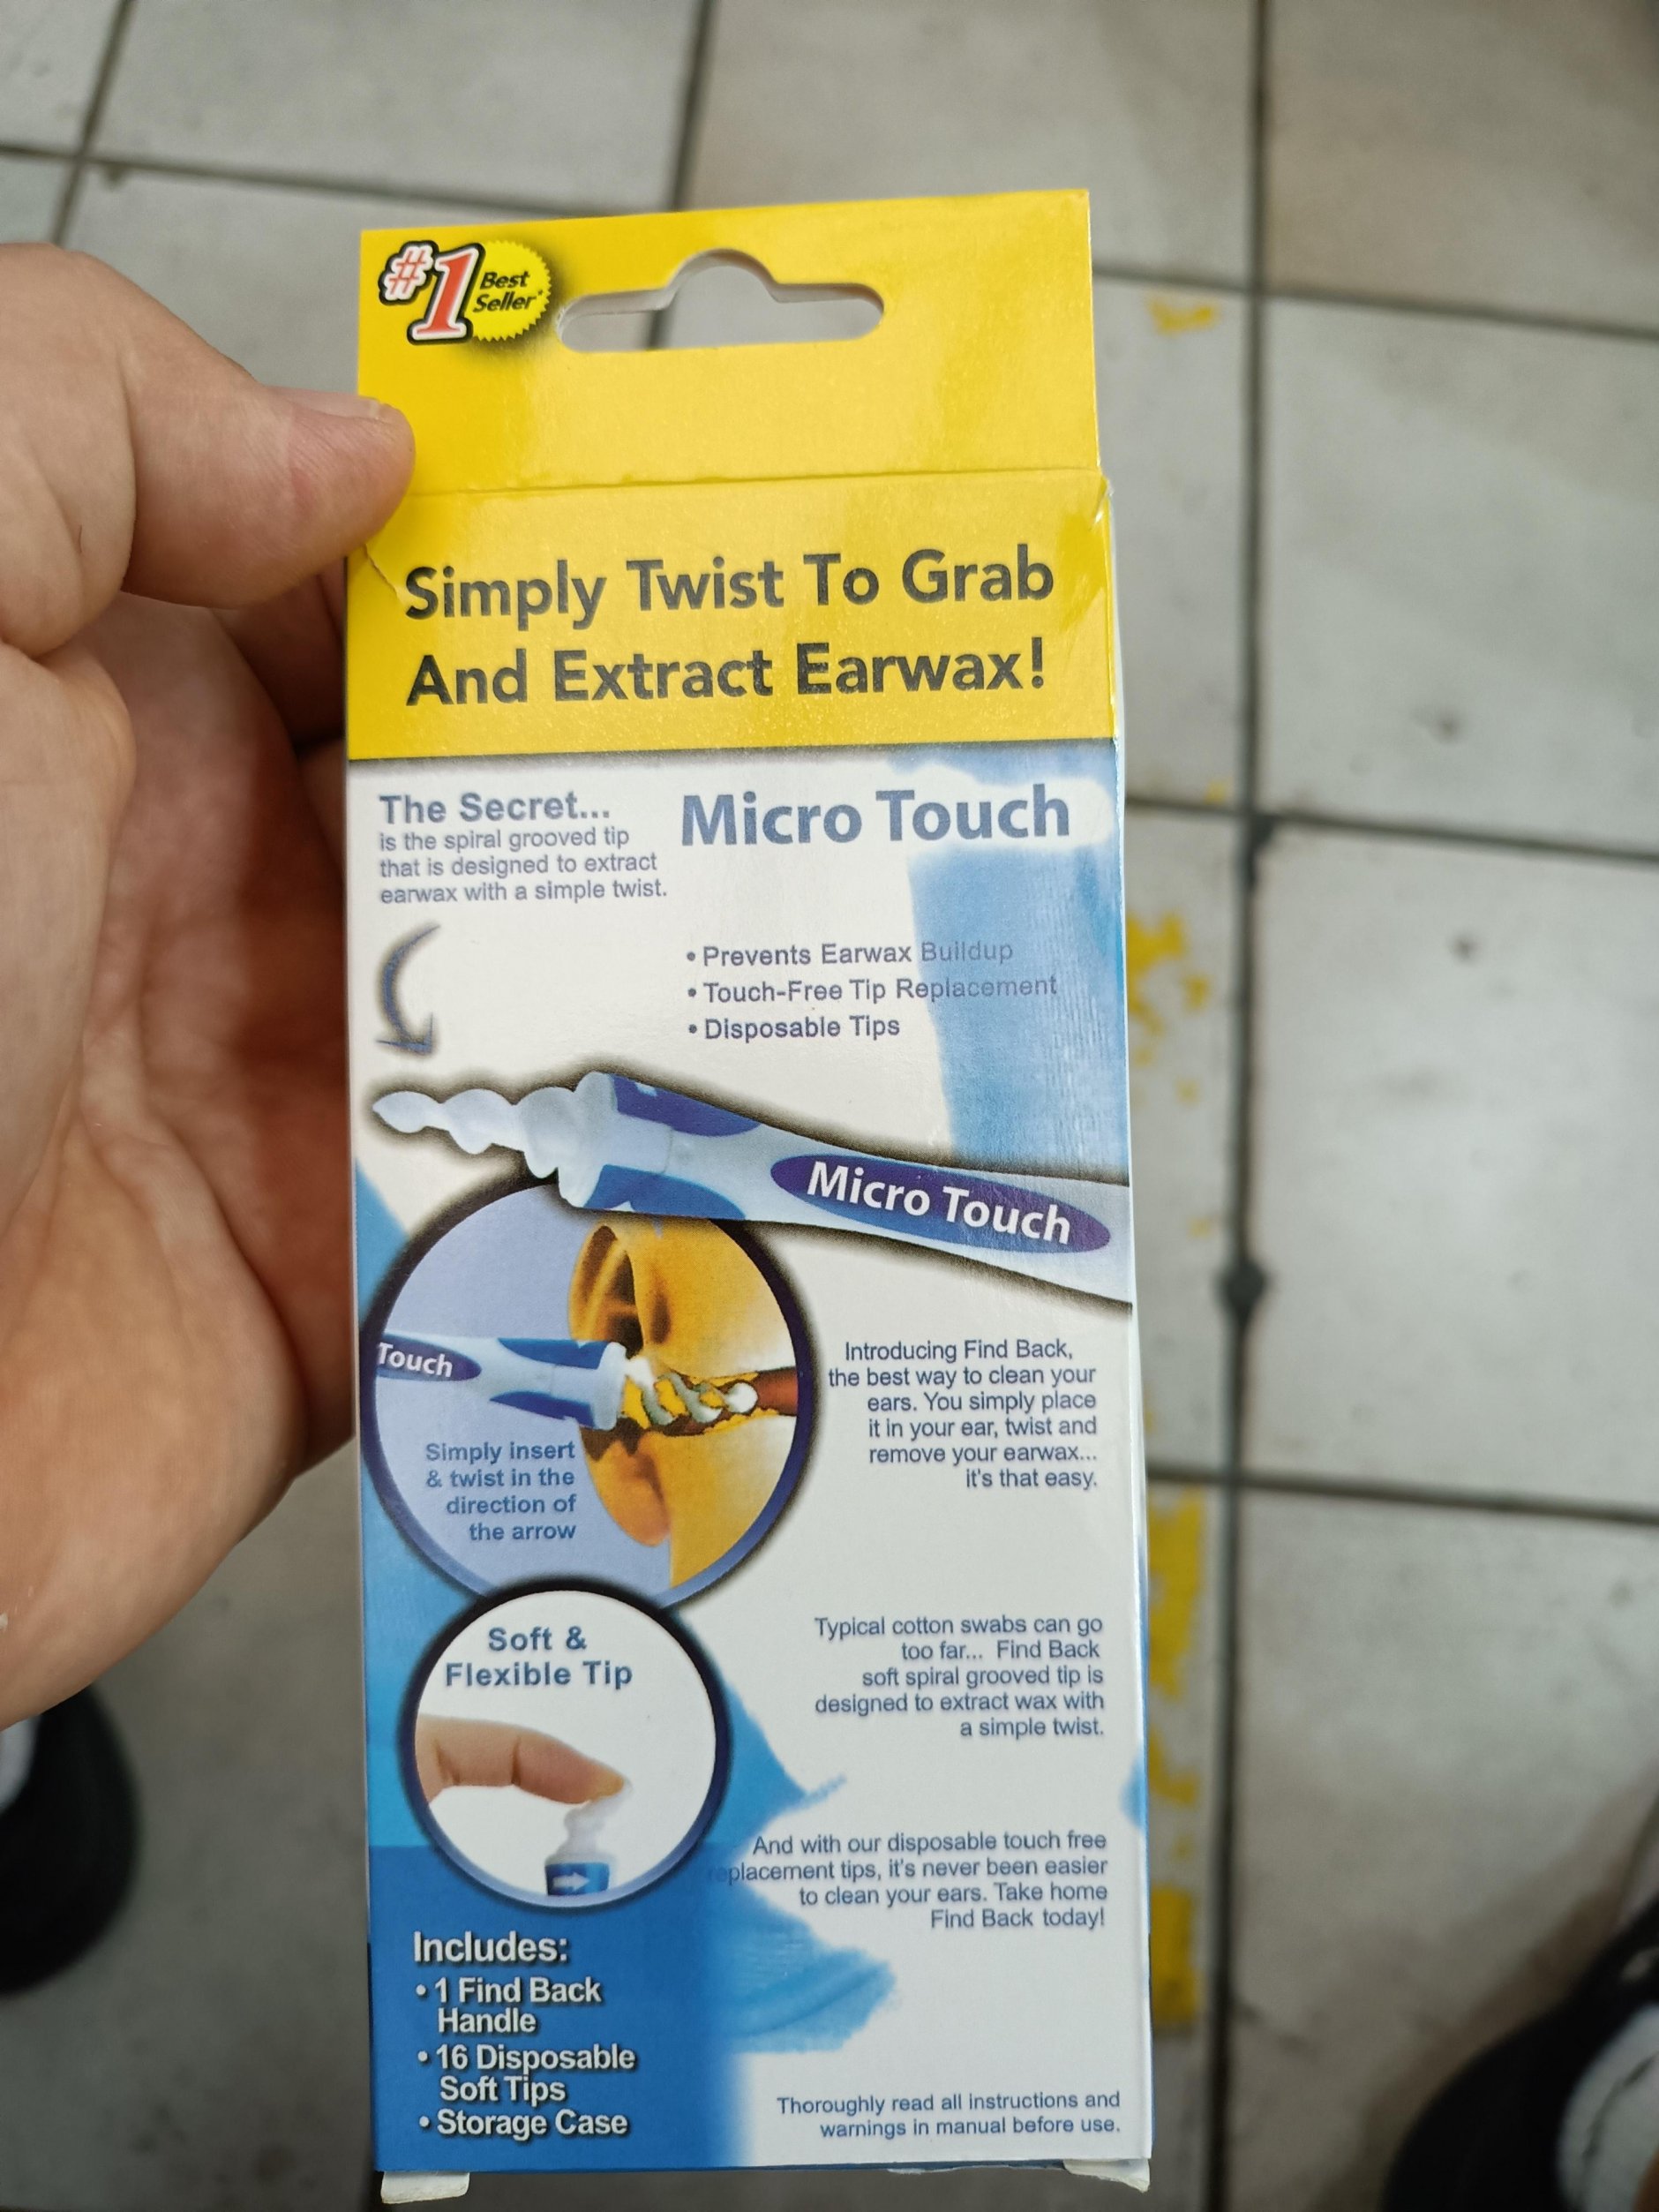 #1 Best
Seller*
Simply Twist To Grab
And Extract Earwax!
The Secret...
is the spiral grooved tip
that is designed to extract
earwax with a simple twist.
Micro Touch
• Prevents Earwax Buildup
• Touch-Free Tip Replacement
• Disposable Tips
Micro Touch
Touch
Simply insert
& twist in the
direction of
the arrow
Introducing Find Back,
the best way to clean your
ears. You simply place
it in your ear, twist and
remove your earwax...
it's that easy.
Soft &
Flexible Tip
Typical cotton swabs can go
too far... Find Back
soft spiral grooved tip is
designed to extract wax with
a simple twist.
And with our disposable touch free
replacement tips, it's never been easier
to clean your ears. Take home
Find Back today!
Includes:
• 1 Find Back
Handle
• 16 Disposable
Soft Tips
• Storage Case
Thoroughly read all instructions and
warnings in manual before use.